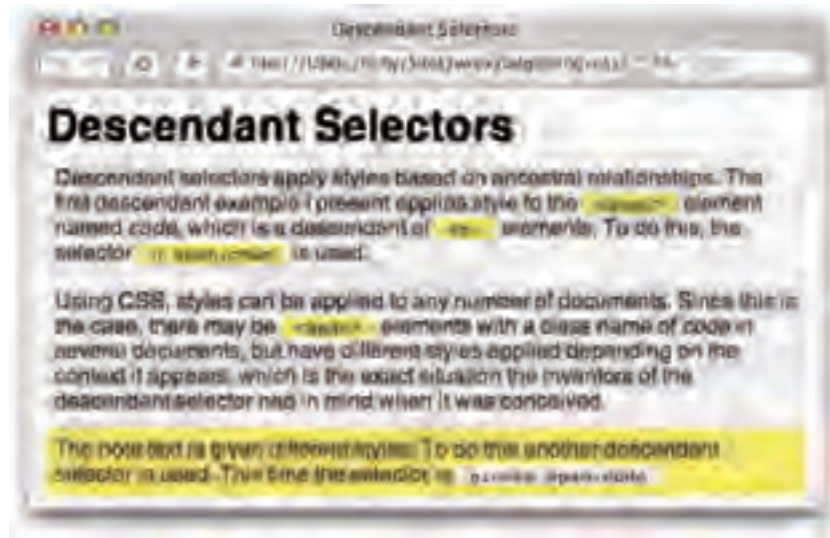 Descendant Selectors
Descendant Selectors
Descendant selectors apply styles based on ancestral relationships. The
first descendant example I present applies style to the <span> element
named code, which is a descendant of <p> elements. To do this, the
selector p span.code is used.
Using CSS, styles can be applied to any number of documents. Since this is
the case, there may be <span> elements with a class name of code in
several documents, but have different styles applied depending on the
context it appears, which is the exact situation the inventors of the
descendant selector had in mind when it was conceived.
The note text is given different styles. To do this another descendant
selector is used. This time the selector is